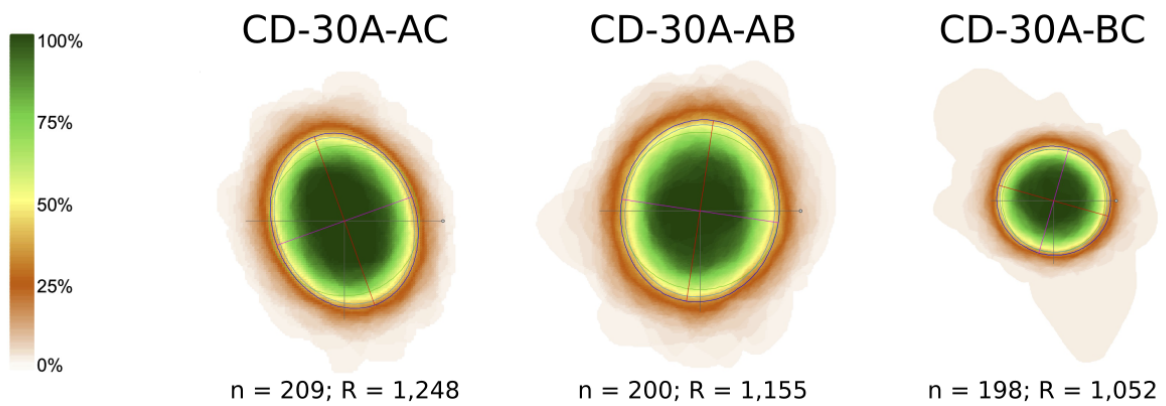 CD-30A-AC
CD-30A-AB
CD-30A-BC
100%
75%
50%
25%
0%
n = 209; R = 1,248
n = 200; R = 1,155
n = 198; R = 1,052